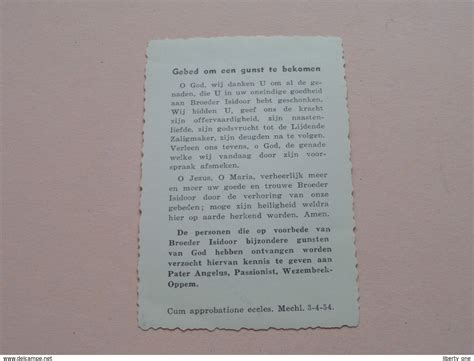 Gebed om een gunst te bekomen
O God, wij danken U om al de ge-
naden, die U in uw oneindige goedheid
aan Broeder Isidoor hebt geschonken.
Wij bidden U, geef ons de kracht
zijn offervaardigheid, zijn naasten-
liefde, zijn godsvrucht tot de Lijdende
Zaligmaker, zijn deugden na te volgen.
Verleen ons tevens, o God, de genade
welke wij vandaag door zijn voor-
spraak afsmeken.
O Jezus, O Maria, verheerlijk meer
en meer uw goede en trouwe Broeder
Isidoor door de verhoring van onze
gebeden; moge zijn heiligheid weldra
hier op aarde herkend worden. Amen.
De personen die op voorbede van
Broeder Isidoor bijzondere gunsten
van God hebben ontvangen worden
verzocht hiervan kennis te geven aan
Pater Angelus, Passionist, Wezembeek-
Oppem.
Cum approbatione eccles. Mechl. 3-4-54.
delcampe.net
liberty one